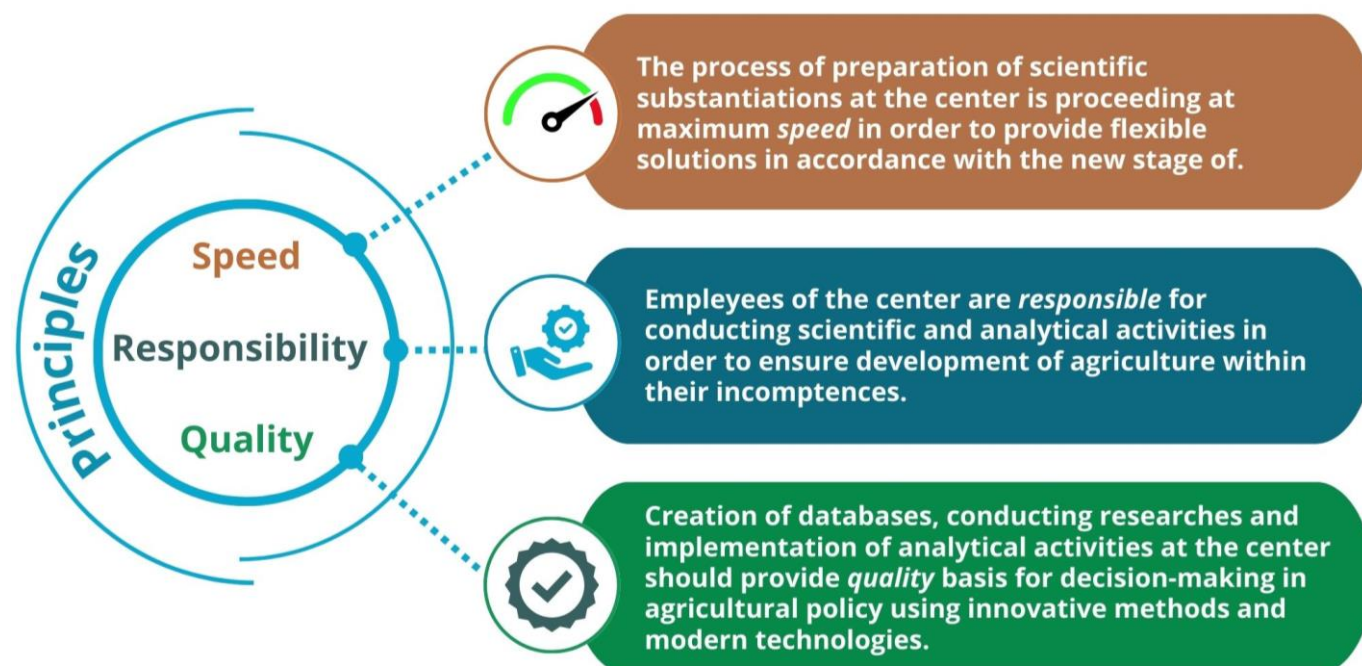 Principles
Speed
Responsibility
Quality
The process of preparation of scientific
substantiations at the center is proceeding at
maximum speed in order to provide flexible
solutions in accordance with the new stage of.
Empleyees of the center are responsible for
conducting scientific and analytical activities in
order to ensure development of agriculture within
their incomptences.
Creation of databases, conducting researches and
implementation of analytical activities at the center
should provide quality basis for decision-making in
agricultural policy using innovative methods and
modern technologies.